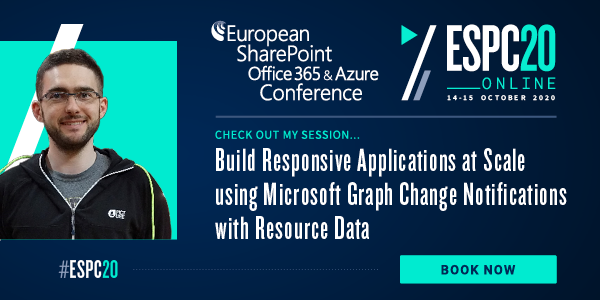 European
SharePoint
Office 365 & Azure
Conference
ESPC20
ONLINE
14-15 OCTOBER 2020
CHECK OUT MY SESSION...
Build Responsive Applications at Scale
using Microsoft Graph Change Notifications
with Resource Data
#ESPC20
BOOK NOW